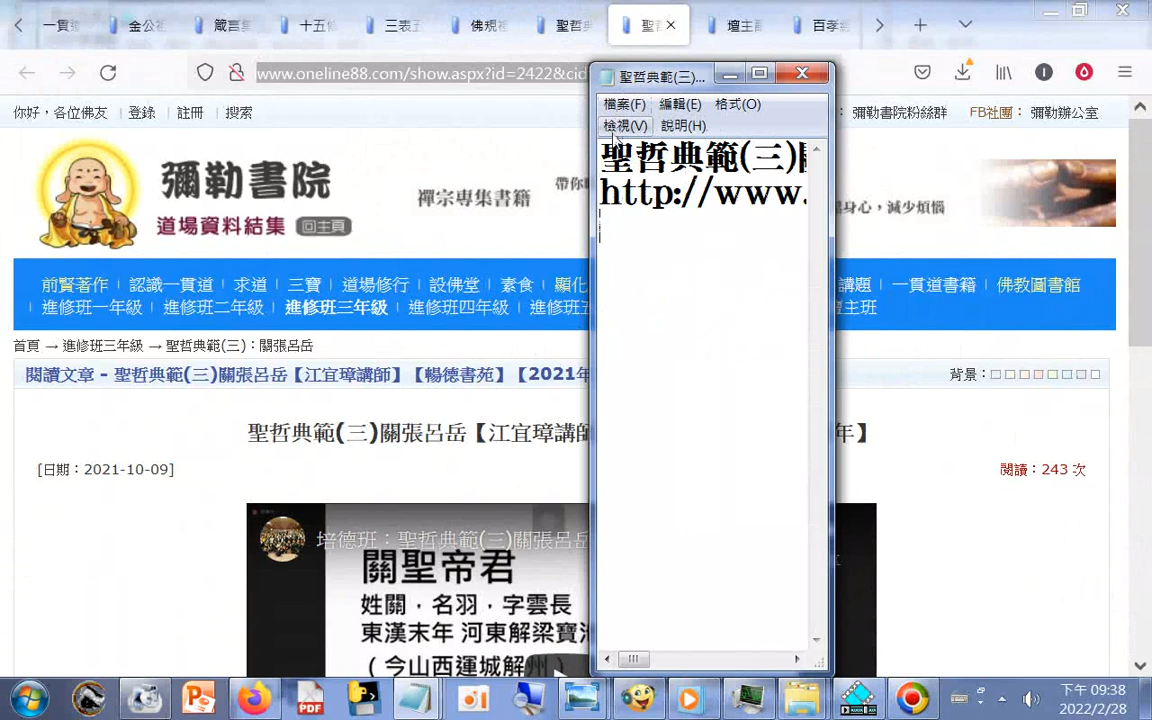 一貫
金公祖
箴言集
十五條
三表五
佛規禮
聖哲典
聖哲
壇主
百孝經
www.oneline88.com/show.aspx?id=2422&cid
你好，各位佛友 登錄 註冊 搜索
彌勒書院粉絲群 FB社團： 彌勒辦公室
彌勒書院
道場資料結集 回主頁
禪宗專集書籍
身心，減少煩惱
前賢著作 認識一貫道 求道 三寶 道場修行 設佛堂 素食 顯化
講題 一貫道書籍 佛教圖書館
進修班一年級 進修班二年級 進修班三年級 進修班四年級 進修班五
壇主班
首頁 → 進修班三年級 → 聖哲典範(三)：關張呂岳
閱讀文章 - 聖哲典範(三)關張呂岳【江宜璋講師】【暢德書苑】【2021年
背景：
聖哲典範(三)關張呂岳【江宜璋講師
年】
[日期：2021-10-09]
閱讀：243 次
培德班：聖哲典範(三)關張呂岳
關聖帝君
姓關．名羽．字雲長
東漢末年 河東解梁寶池
（今山西運城解州）
聖哲典範(三)...
檔案(F) 編輯(E) 格式(O)
檢視(V) 說明(H)
聖哲典範(三)
http://www.
下午 09:38
2022/2/28